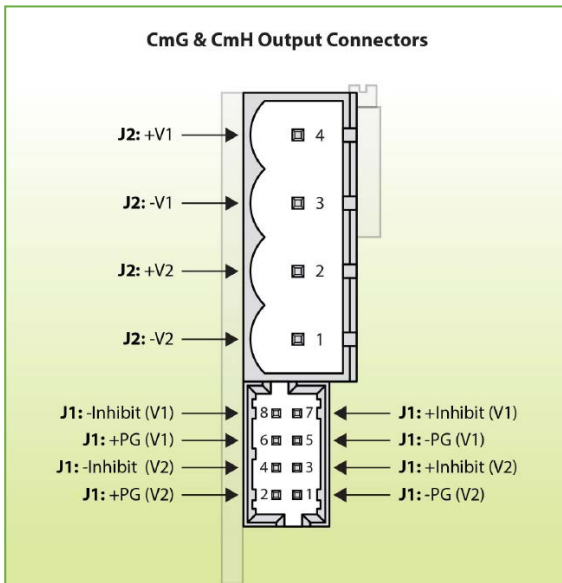 CmG & CmH Output Connectors
J2: +V1
4
J2: -V1
3
J2: +V2
2
J2: -V2
1
J1: -Inhibit (V1)
8
7
J1: +Inhibit (V1)
J1: +PG (V1)
6
5
J1: -PG (V1)
J1: -Inhibit (V2)
4
3
J1: +Inhibit (V2)
J1: +PG (V2)
2
1
J1: -PG (V2)